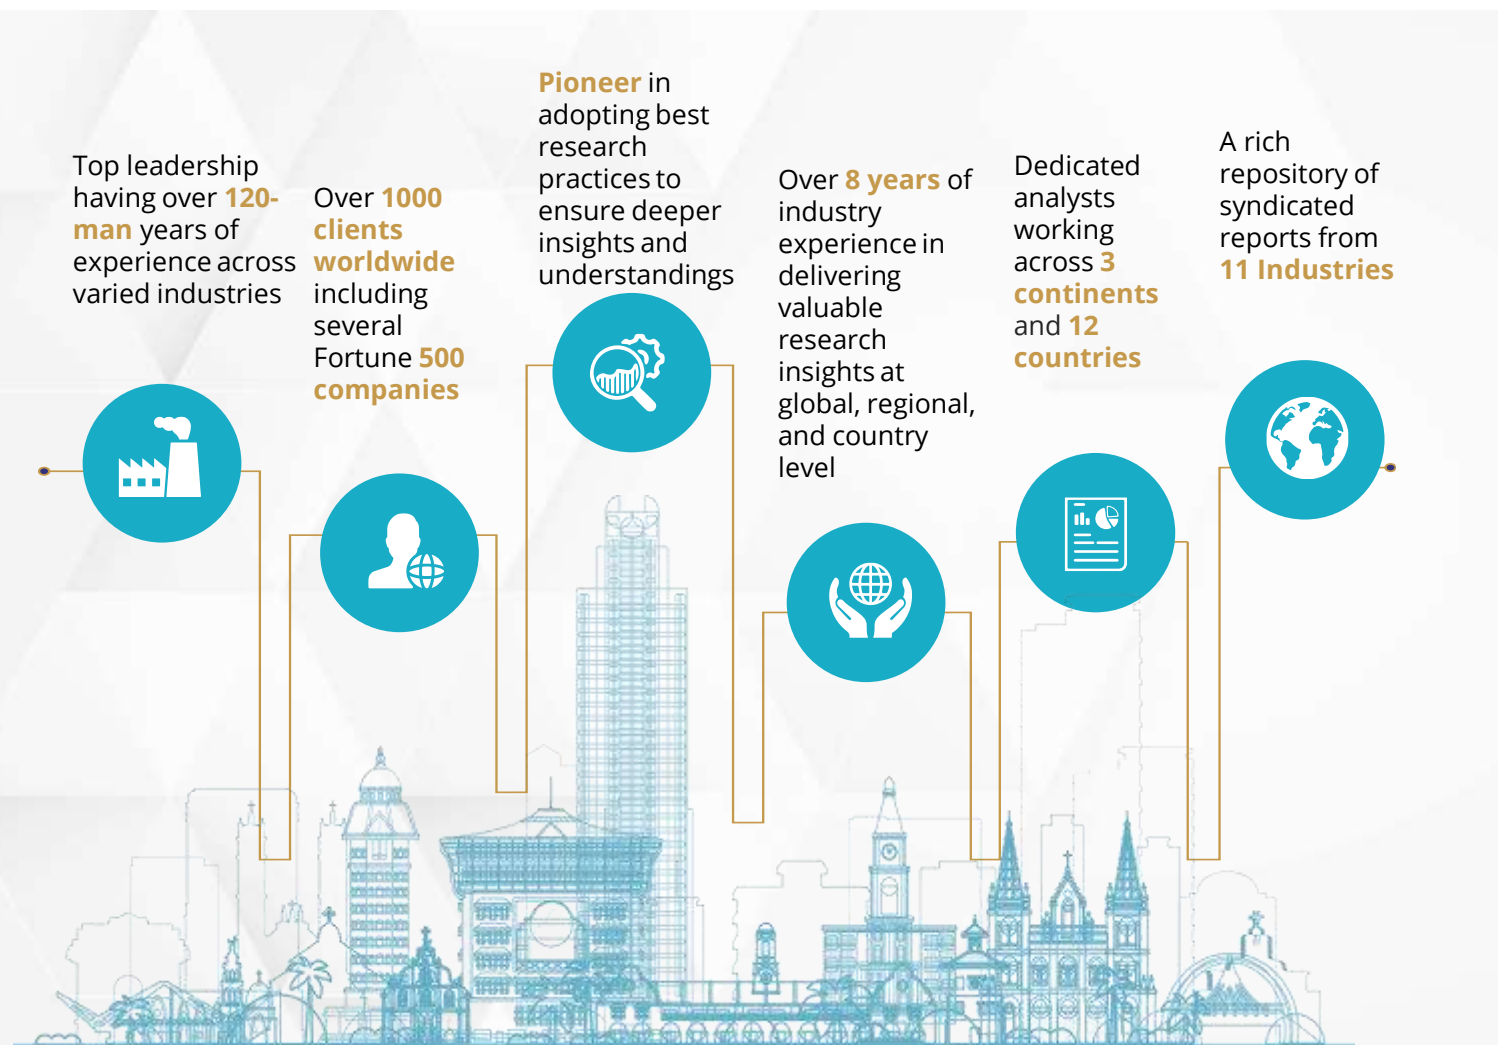 Top leadership
having over 120-
man years of
experience across
varied industries
Over 1000
clients
worldwide
including
several
Fortune 500
companies
Pioneer in
adopting best
research
practices to
ensure deeper
insights and
understandings
Over 8 years of
industry
experience in
delivering
valuable
research
insights at
global, regional,
and country
level
Dedicated
analysts
working
across 3
continents
and 12
countries
A rich
repository of
syndicated
reports from
11 Industries